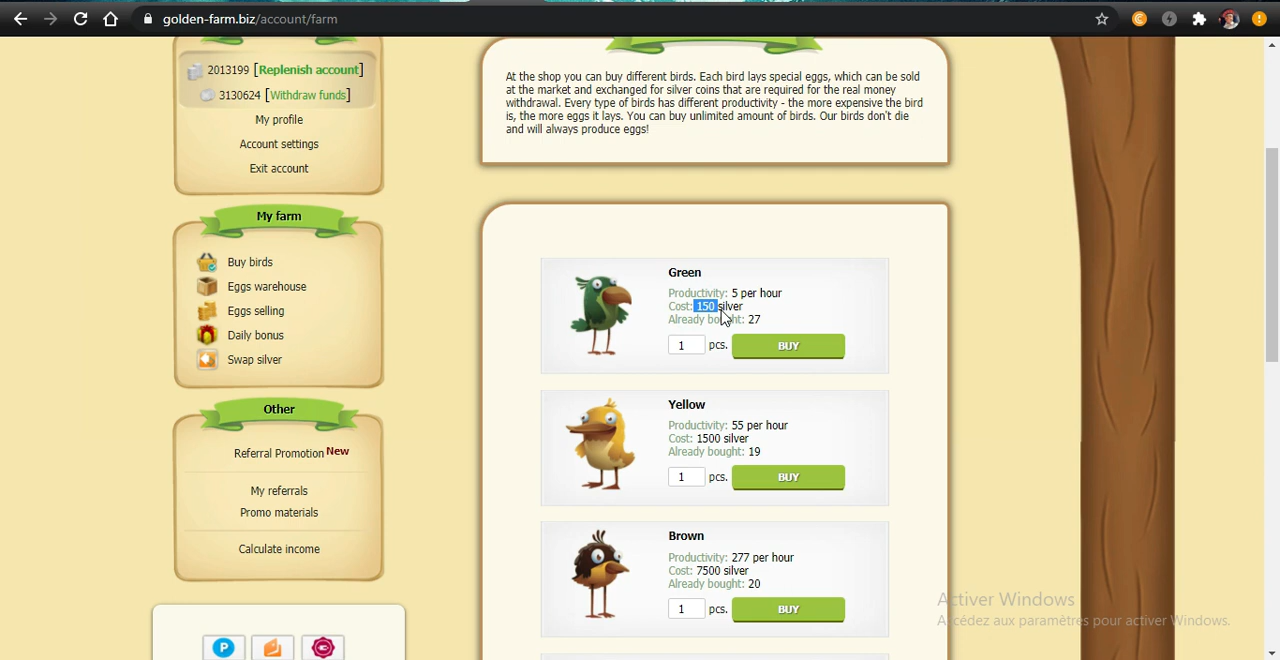 golden-farm.biz/account/farm
2013199 [Replenish account]
3130624 [Withdraw funds]
My profile
Account settings
Exit account
My farm
Buy birds
Eggs warehouse
Eggs selling
Daily bonus
Swap silver
Other
Referral Promotion New
My referrals
Promo materials
Calculate income
At the shop you can buy different birds. Each bird lays special eggs, which can be sold
at the market and exchanged for silver coins that are required for the real money
withdrawal. Every type of birds has different productivity - the more expensive the bird
is, the more eggs it lays. You can buy unlimited amount of birds. Our birds don't die
and will always produce eggs!
Green
Productivity: 5 per hour
Cost: 150 silver
Already bought: 27
1 pcs. BUY
Yellow
Productivity: 55 per hour
Cost: 1500 silver
Already bought: 19
1 pcs. BUY
Brown
Productivity: 277 per hour
Cost: 7500 silver
Already bought: 20
1 pcs. BUY
Activer Windows
Accédez aux paramètres pour activer Windows.